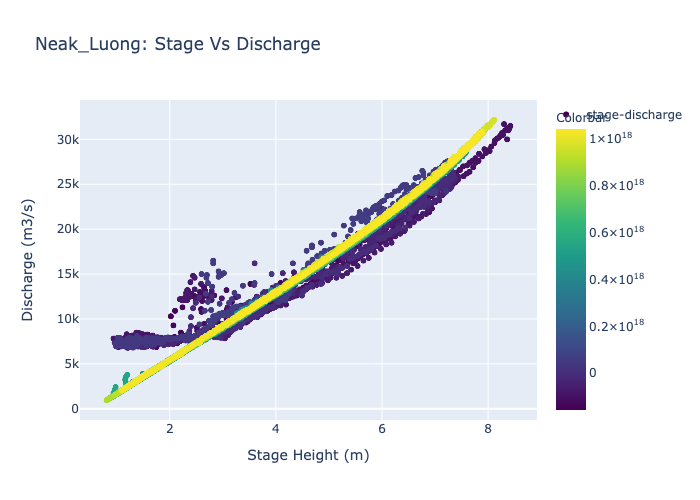 Neak_Luong: Stage Vs Discharge
stage-discharge
Colorbar
1×10¹⁸
0.8×10¹⁸
0.6×10¹⁸
0.4×10¹⁸
0.2×10¹⁸
0
30k
25k
20k
15k
10k
5k
0
Discharge (m3/s)
2
4
6
8
Stage Height (m)